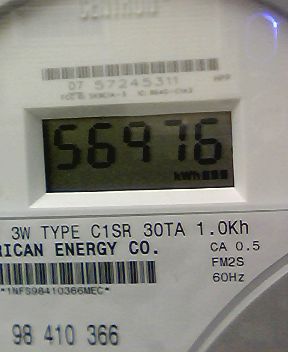 CENTRON
07 57245311
56976
kWh
3W TYPE C1SR 30TA 1.0Kh
RICAN ENERGY CO.
CA 0.5
FM2S
60Hz
*1NFS98410366MEC*
98 410 366